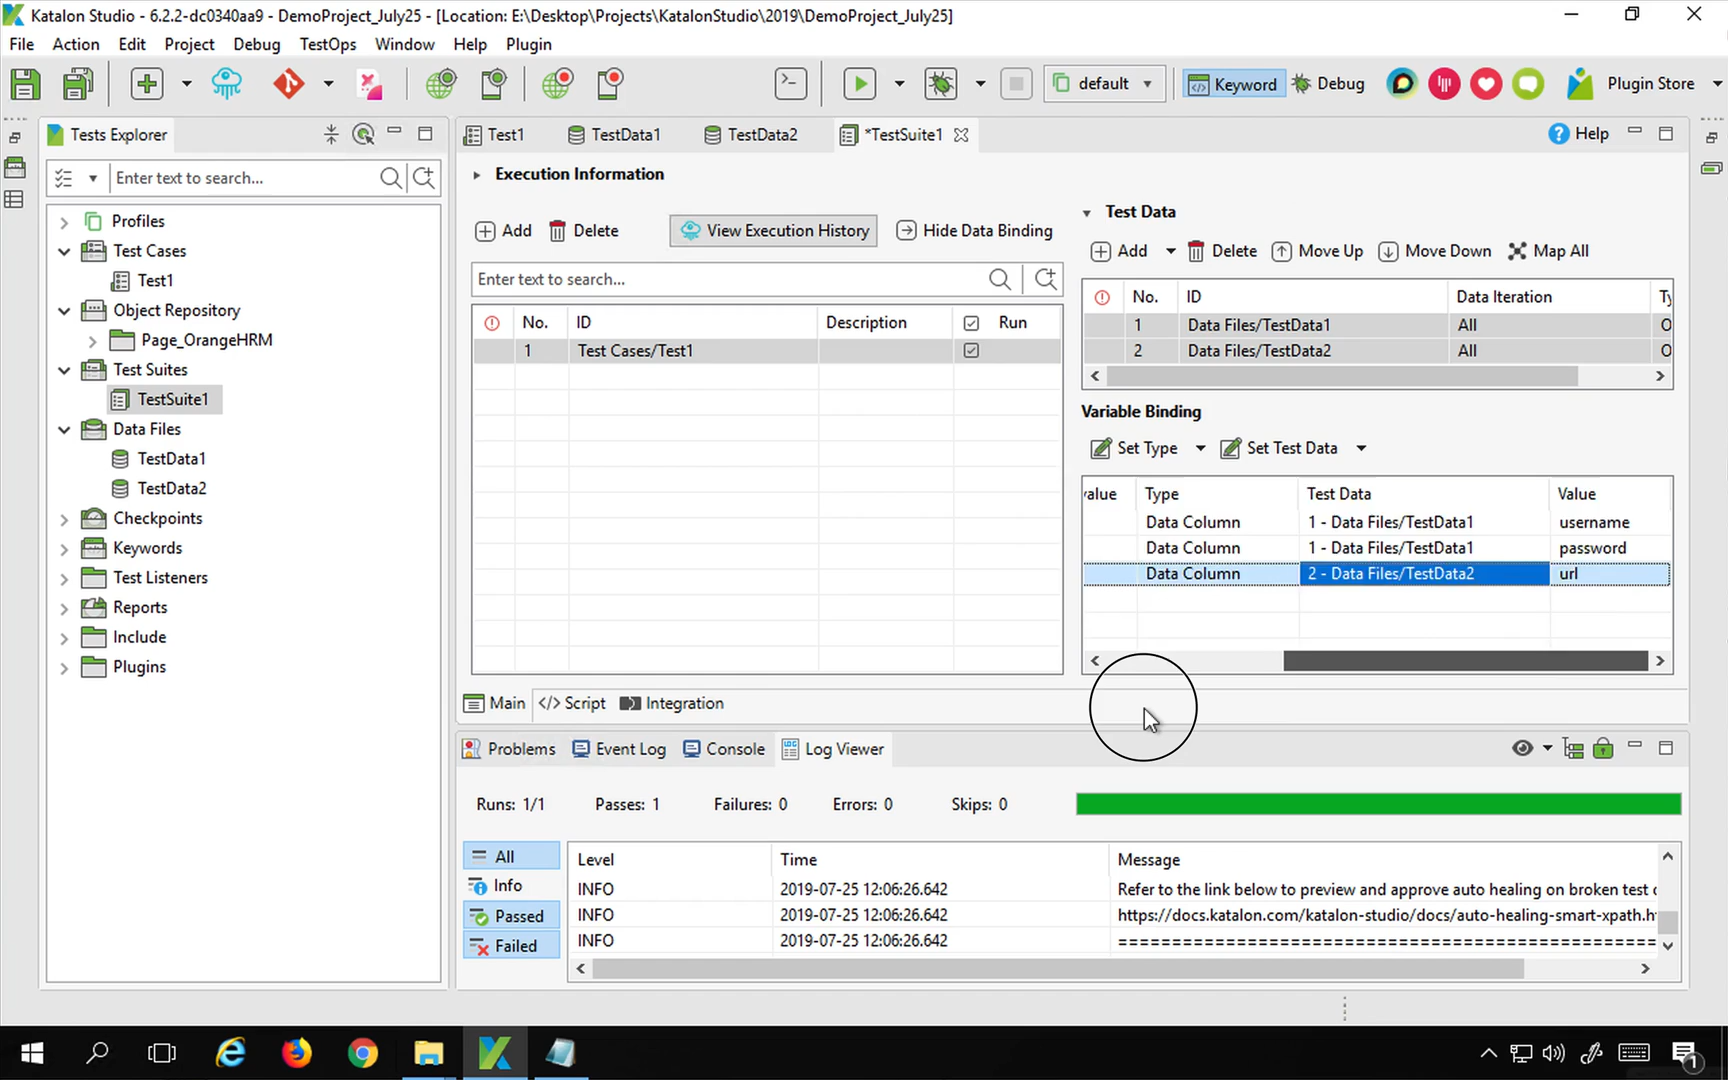 Katalon Studio - 6.2.2-dc0340aa9 - DemoProject_July25 - [Location: E:\Desktop\Projects\KatalonStudio\2019\DemoProject_July25]
File Action Edit Project Debug TestOps Window Help Plugin
default Keyword Debug Plugin Store
Tests Explorer
Enter text to search...
Profiles
Test Cases
Test1
Object Repository
Page_OrangeHRM
Test Suites
TestSuite1
Data Files
TestData1
TestData2
Checkpoints
Keywords
Test Listeners
Reports
Include
Plugins
Test1 TestData1 TestData2 *TestSuite1
Help
Execution Information
Add Delete View Execution History Hide Data Binding
Enter text to search...
No. ID Description Run
1 Test Cases/Test1
Test Data
Add Delete Move Up Move Down Map All
No. ID Data Iteration
1 Data Files/TestData1 All
2 Data Files/TestData2 All
Variable Binding
Set Type Set Test Data
Type Test Data Value
Data Column 1 - Data Files/TestData1 username
Data Column 1 - Data Files/TestData1 password
Data Column 2 - Data Files/TestData2 url
Main </> Script Integration
Problems Event Log Console Log Viewer
Runs: 1/1 Passes: 1 Failures: 0 Errors: 0 Skips: 0
All
Info
Passed
Failed
Level Time Message
INFO 2019-07-25 12:06:26.642 Refer to the link below to preview and approve auto healing on broken test
INFO 2019-07-25 12:06:26.642 https://docs.katalon.com/katalon-studio/docs/auto-healing-smart-xpath.h
INFO 2019-07-25 12:06:26.642 ==================================================
1